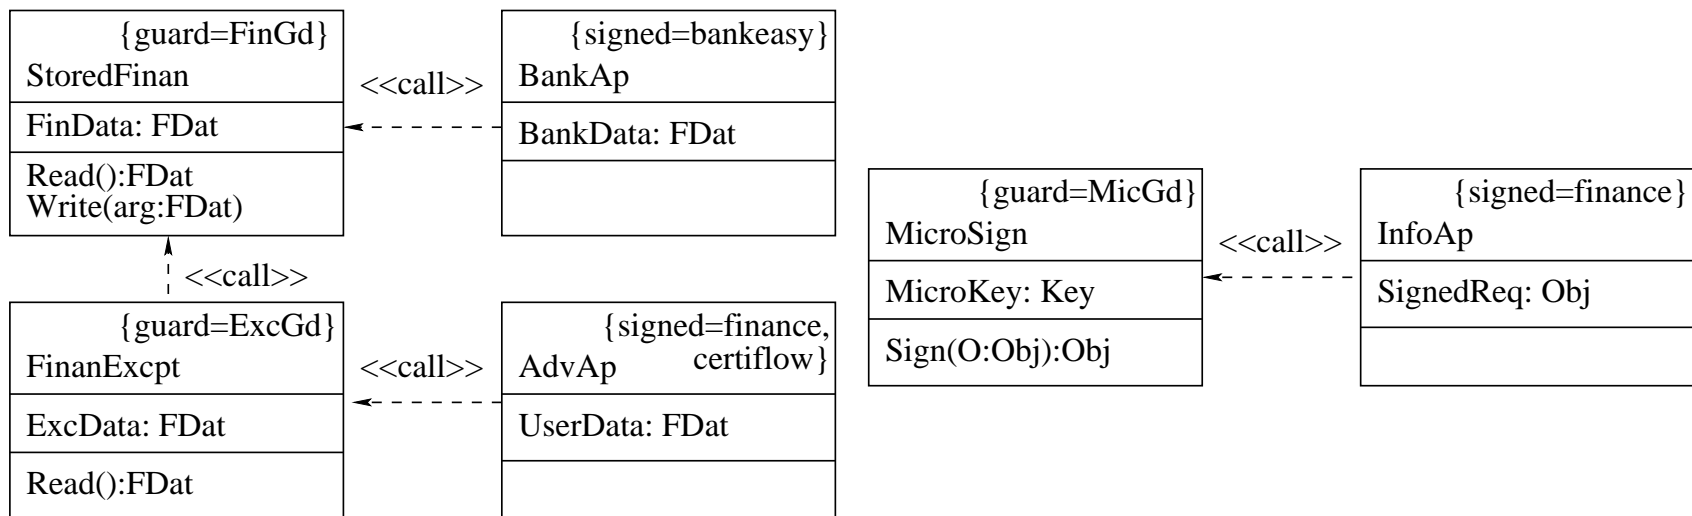 {guard=FinGd}
StoredFinan
FinData: FDat
Read():FDat
Write(arg:FDat)
<<call>>
{signed=bankeasy}
BankAp
BankData: FDat
<<call>>
{guard=ExcGd}
FinanExcpt
ExcData: FDat
Read():FDat
<<call>>
{signed=finance,
certiflow}
AdvAp
UserData: FDat
{guard=MicGd}
MicroSign
MicroKey: Key
Sign(O:Obj):Obj
<<call>>
{signed=finance}
InfoAp
SignedReq: Obj